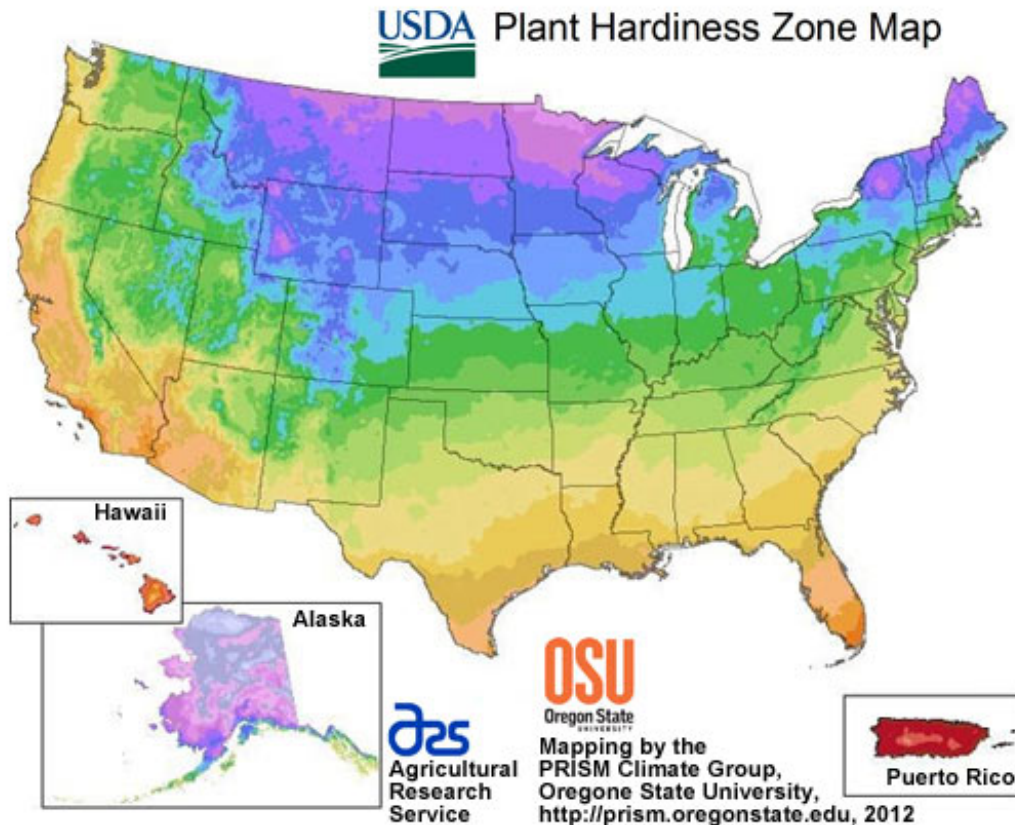 USDA Plant Hardiness Zone Map
Hawaii
Alaska
ars
Agricultural
Research
Service
OSU
Oregon State
UNIVERSITY
Mapping by the
PRISM Climate Group,
Oregone State University,
http://prism.oregonstate.edu, 2012
Puerto Rico